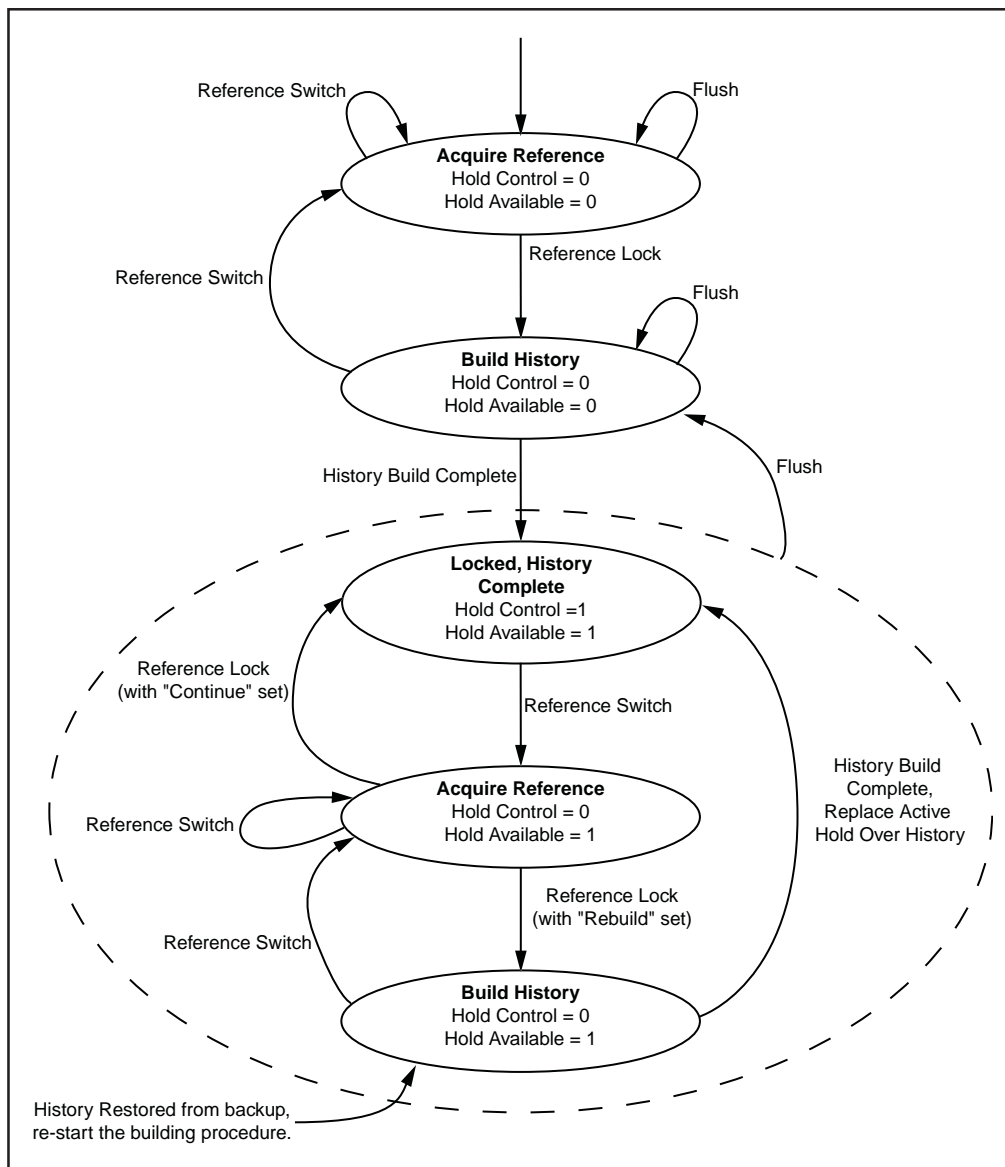 Reference Switch
Flush
Acquire Reference
Hold Control = 0
Hold Available = 0
Reference Lock
Reference Switch
Flush
Build History
Hold Control = 0
Hold Available = 0
Flush
History Build Complete
Locked, History
Complete
Hold Control =1
Hold Available = 1
Reference Lock
(with "Continue" set)
Reference Switch
Acquire Reference
Hold Control = 0
Hold Available = 1
Reference Switch
History Build
Complete,
Replace Active
Hold Over History
Reference Lock
(with "Rebuild" set)
Reference Switch
Build History
Hold Control = 0
Hold Available = 1
History Restored from backup,
re-start the building procedure.